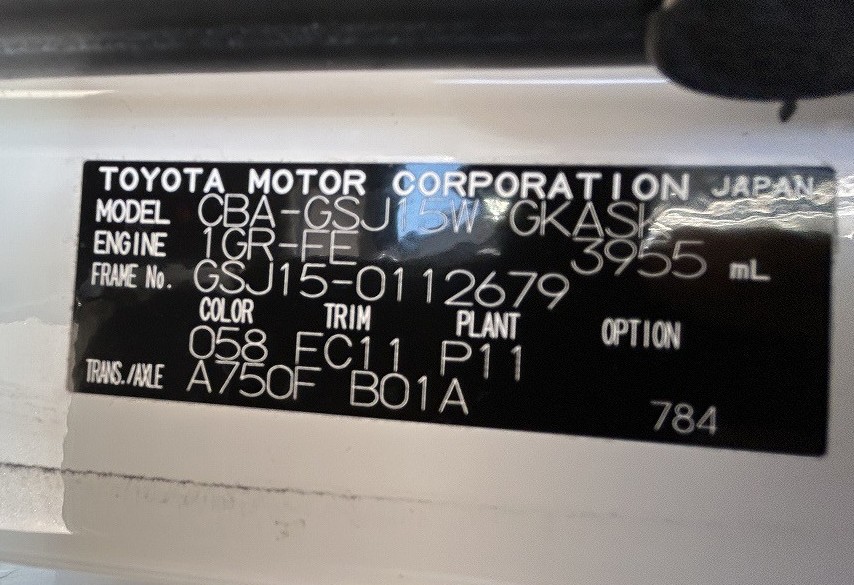 TOYOTA MOTOR CORPORATION JAPAN
MODEL CBA-GSJ15W GKASK
ENGINE 1GR-FE 3955 mL
FRAME No. GSJ15-0112679
COLOR TRIM PLANT OPTION
058 FC11 P11
TRANS./AXLE A750F B01A
784